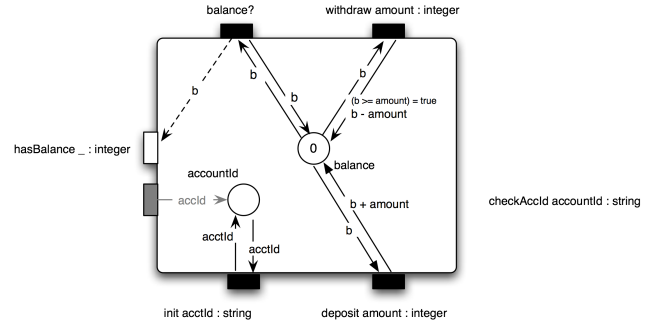 balance?
withdraw amount : integer
b
b
b
b
(b >= amount) = true
b - amount
hasBalance _ : integer
0
balance
accountId
accId
b + amount
checkAccId accountId : string
b
acctId
acctId
init acctId : string
deposit amount : integer